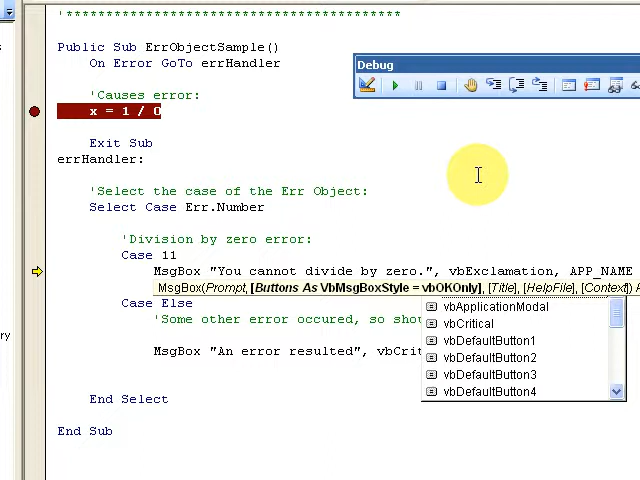 '******************************************
Public Sub ErrObjectSample()
On Error GoTo errHandler
Debug
'Causes error:
x = 1 / 0
Exit Sub
errHandler:
'Select the case of the Err Object:
Select Case Err.Number
'Division by zero error:
Case 11
MsgBox "You cannot divide by zero.", vbExclamation, APP_NAME
MsgBox(Prompt, [Buttons As VbMsgBoxStyle = vbOKOnly], [Title], [HelpFile], [Context]) A
Case Else
vbApplicationModal
'Some other error occured, so sho
vbCritical
ry
vbDefaultButton1
MsgBox "An error resulted", vbCrit
vbDefaultButton2
vbDefaultButton3
vbDefaultButton4
End Select
End Sub